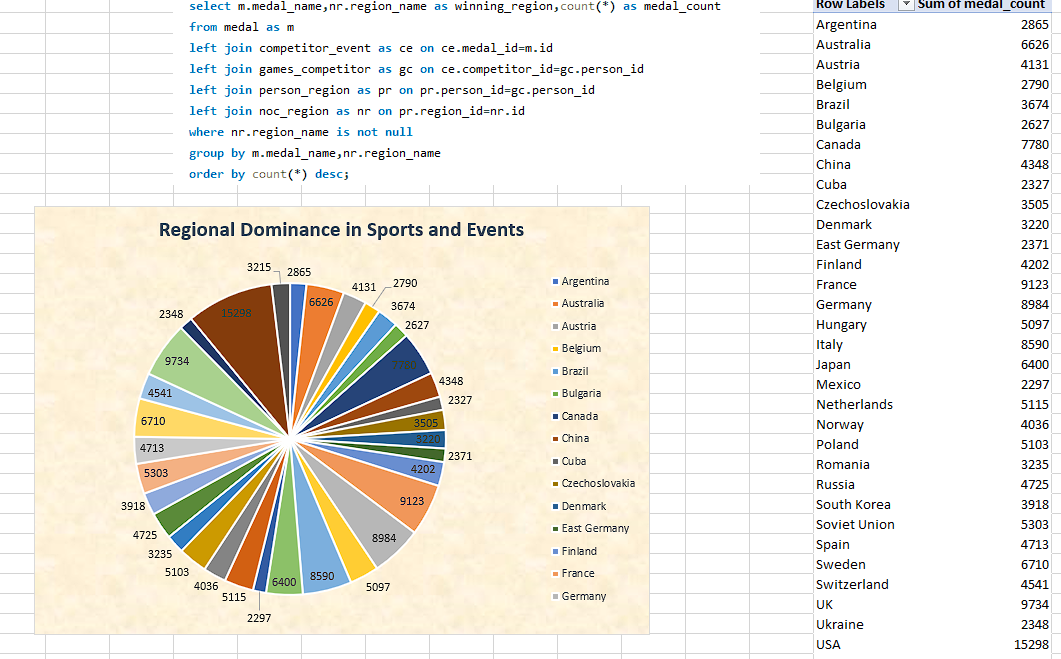 select m.medal_name,nr.region_name as winning_region,count(*) as medal_count
from medal as m
left join competitor_event as ce on ce.medal_id=m.id
left join games_competitor as gc on ce.competitor_id=gc.person_id
left join person_region as pr on pr.person_id=gc.person_id
left join noc_region as nr on pr.region_id=nr.id
where nr.region_name is not null
group by m.medal_name,nr.region_name
order by count(*) desc;
Regional Dominance in Sports and Events
2865
6626
4131
2790
3674
2627
7780
4348
2327
3505
3220
2371
4202
9123
8984
5097
8590
6400
2297
5115
4036
5103
3235
4725
3918
5303
4713
6710
4541
9734
2348
15298
3215
Argentina
Australia
Austria
Belgium
Brazil
Bulgaria
Canada
China
Cuba
Czechoslovakia
Denmark
East Germany
Finland
France
Germany
Row Labels Sum of medal_count
Argentina 2865
Australia 6626
Austria 4131
Belgium 2790
Brazil 3674
Bulgaria 2627
Canada 7780
China 4348
Cuba 2327
Czechoslovakia 3505
Denmark 3220
East Germany 2371
Finland 4202
France 9123
Germany 8984
Hungary 5097
Italy 8590
Japan 6400
Mexico 2297
Netherlands 5115
Norway 4036
Poland 5103
Romania 3235
Russia 4725
South Korea 3918
Soviet Union 5303
Spain 4713
Sweden 6710
Switzerland 4541
UK 9734
Ukraine 2348
USA 15298